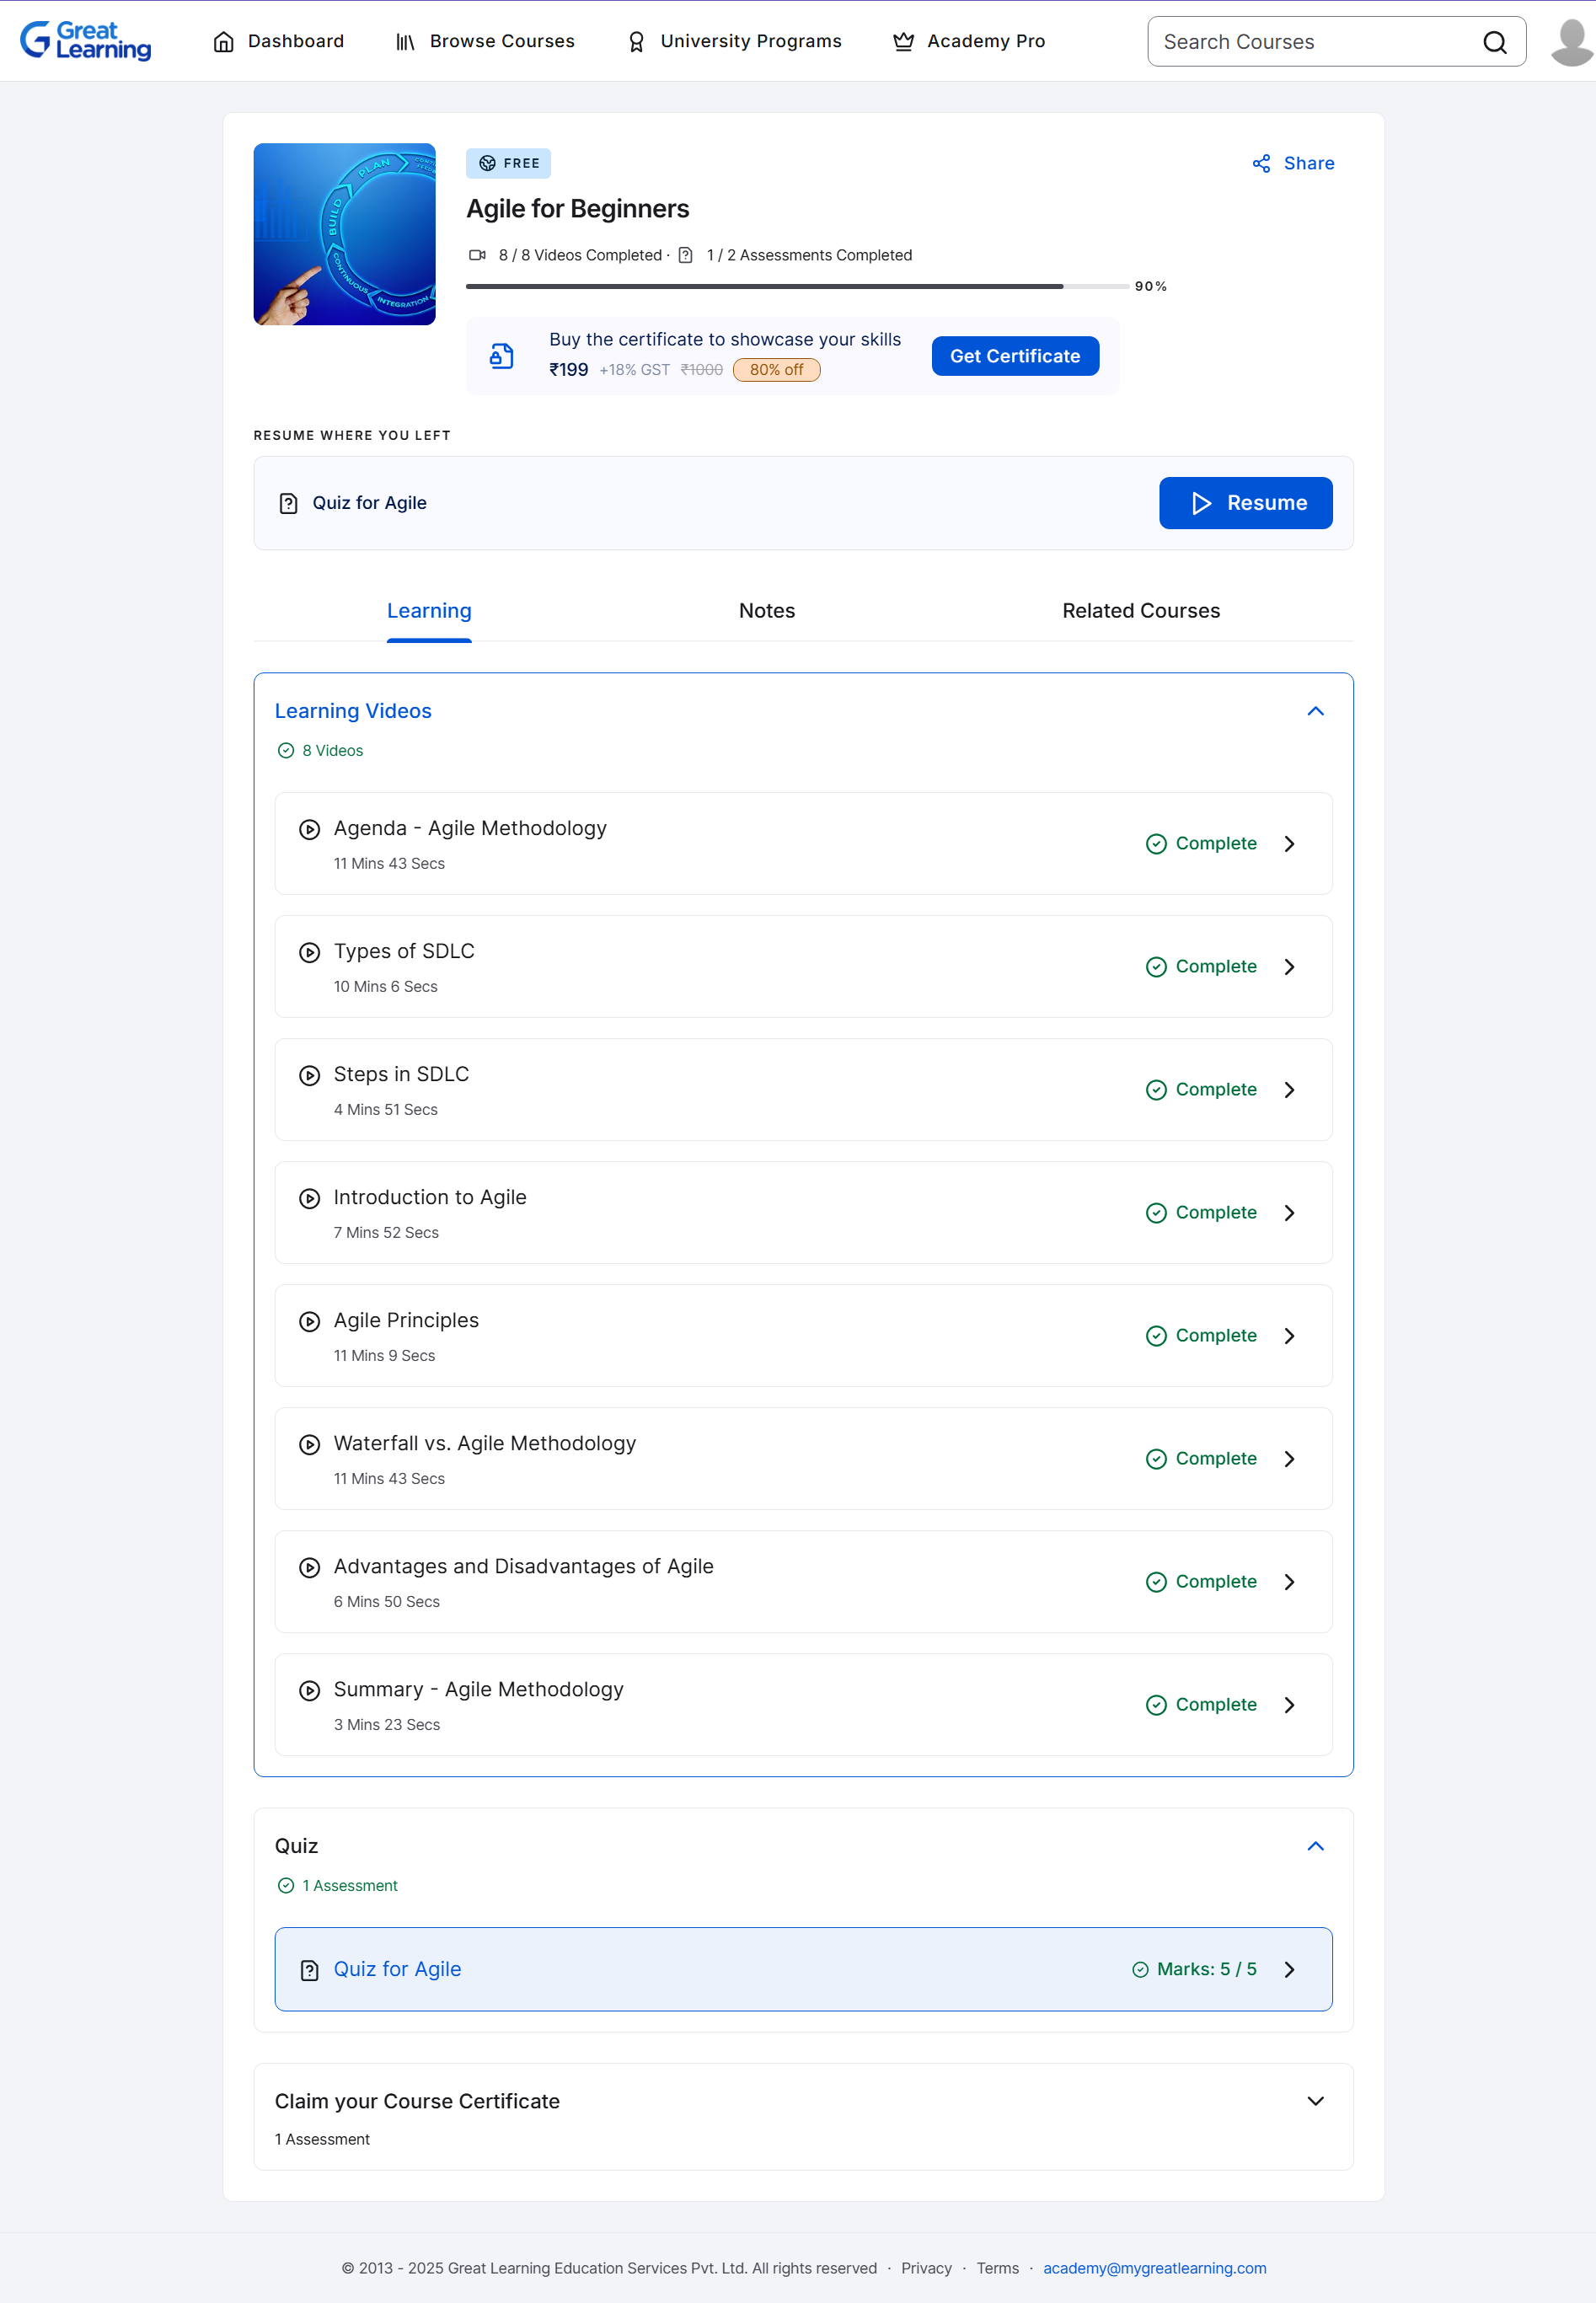 Great Learning
Dashboard
Browse Courses
University Programs
Academy Pro
Search Courses
PLAN
BUILD
CONTINUOUS
INTEGRATION
FREE
Share
Agile for Beginners
8 / 8 Videos Completed · 1 / 2 Assessments Completed
90%
Buy the certificate to showcase your skills
₹199 +18% GST ₹1000 80% off
Get Certificate
RESUME WHERE YOU LEFT
Quiz for Agile
Resume
Learning
Notes
Related Courses
Learning Videos
8 Videos
Agenda - Agile Methodology
11 Mins 43 Secs
Complete
Types of SDLC
10 Mins 6 Secs
Complete
Steps in SDLC
4 Mins 51 Secs
Complete
Introduction to Agile
7 Mins 52 Secs
Complete
Agile Principles
11 Mins 9 Secs
Complete
Waterfall vs. Agile Methodology
11 Mins 43 Secs
Complete
Advantages and Disadvantages of Agile
6 Mins 50 Secs
Complete
Summary - Agile Methodology
3 Mins 23 Secs
Complete
Quiz
1 Assessment
Quiz for Agile
Marks: 5 / 5
Claim your Course Certificate
1 Assessment
© 2013 - 2025 Great Learning Education Services Pvt. Ltd. All rights reserved · Privacy · Terms · academy@mygreatlearning.com